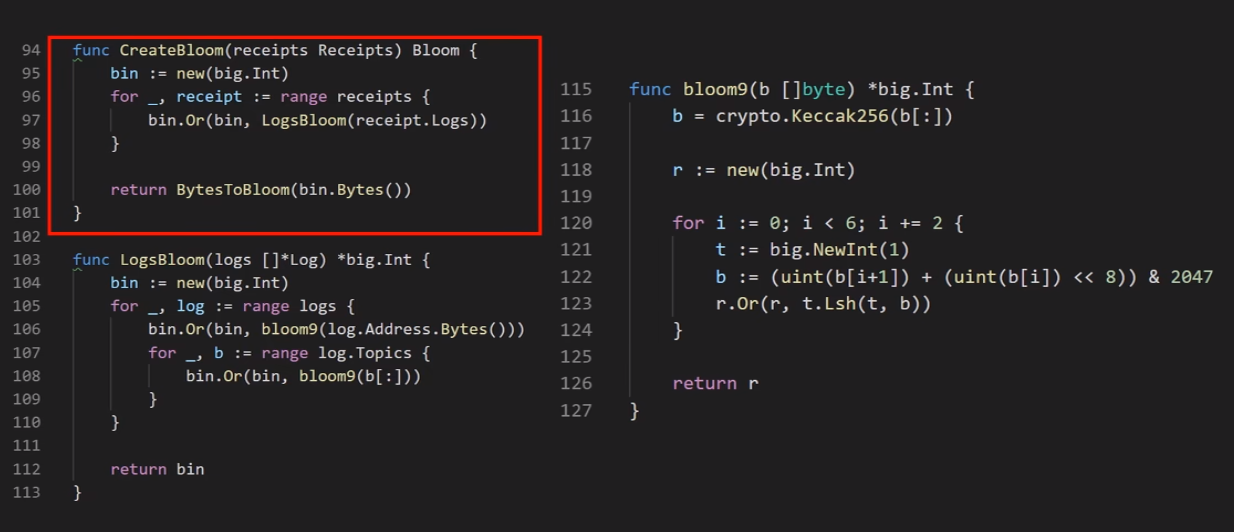 94 func CreateBloom(receipts Receipts) Bloom {
95 bin := new(big.Int)
96 for _, receipt := range receipts {
97 bin.Or(bin, LogsBloom(receipt.Logs))
98 }
99
100 return BytesToBloom(bin.Bytes())
101 }
102
103 func LogsBloom(logs []*Log) *big.Int {
104 bin := new(big.Int)
105 for _, log := range logs {
106 bin.Or(bin, bloom9(log.Address.Bytes()))
107 for _, b := range log.Topics {
108 bin.Or(bin, bloom9(b[:]))
109 }
110 }
111
112 return bin
113 }
115 func bloom9(b []byte) *big.Int {
116 b = crypto.Keccak256(b[:])
117
118 r := new(big.Int)
119
120 for i := 0; i < 6; i += 2 {
121 t := big.NewInt(1)
122 b := (uint(b[i+1]) + (uint(b[i]) << 8)) & 2047
123 r.Or(r, t.Lsh(t, b))
124 }
125
126 return r
127 }